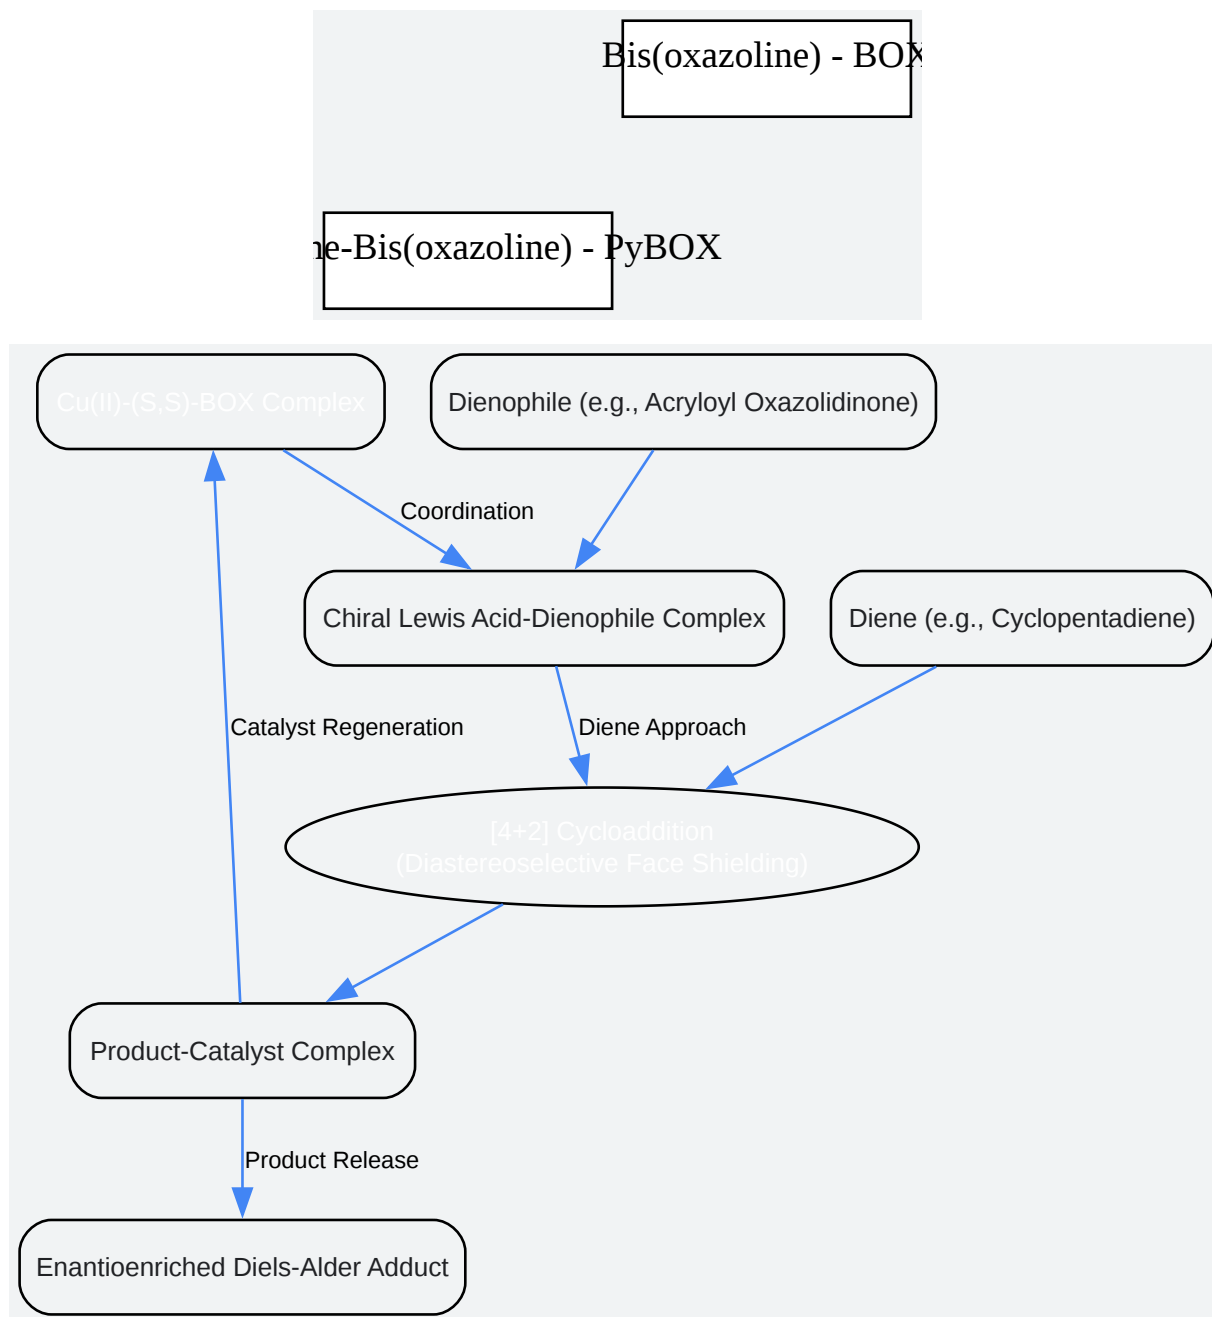 Bis(oxazoline) - BOX
ne-Bis(oxazoline) - PyBOX
Cu(II)-(S,S)-BOX Complex
Dienophile (e.g., Acryloyl Oxazolidinone)
Coordination
Chiral Lewis Acid-Dienophile Complex
Diene (e.g., Cyclopentadiene)
Catalyst Regeneration
Diene Approach
[4+2] Cycloaddition
(Diastereoselective Face Shielding)
Product-Catalyst Complex
Product Release
Enantioenriched Diels-Alder Adduct